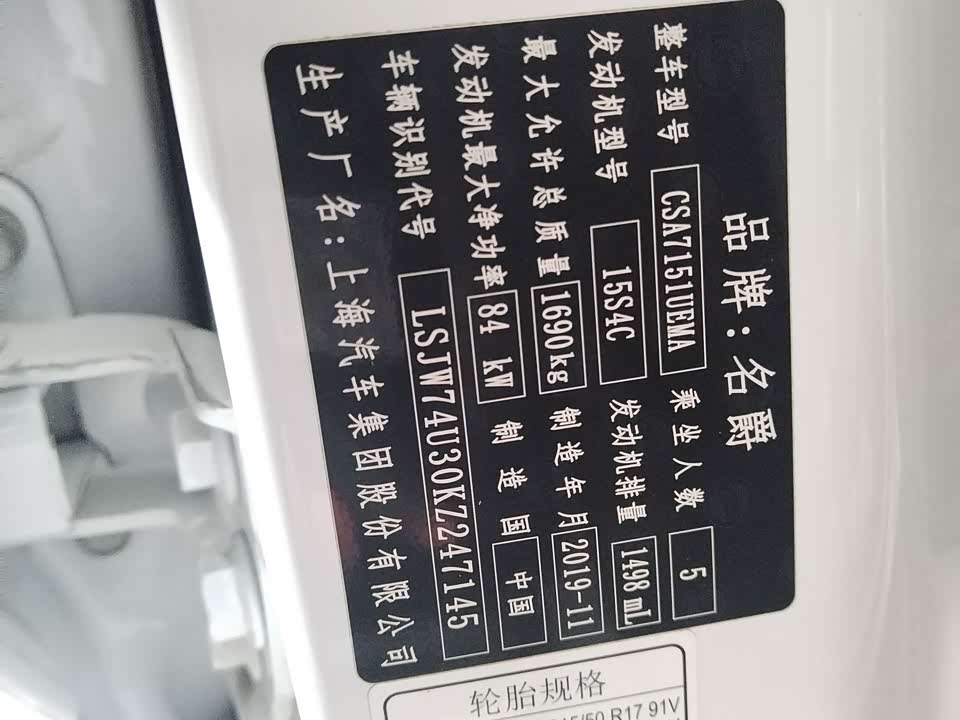 品牌:名爵
整车型号 CSA7151UEMA 乘坐人数 5
发动机型号 15S4C 发动机排量 1498mL
最大允许总质量 1690kg 制造年月 2019-11
发动机最大净功率 84 kW 制造国 中国
车辆识别代号 LSJW74U30KZ247145
生产厂名:上海汽车集团股份有限公司
轮胎规格
R17 91V